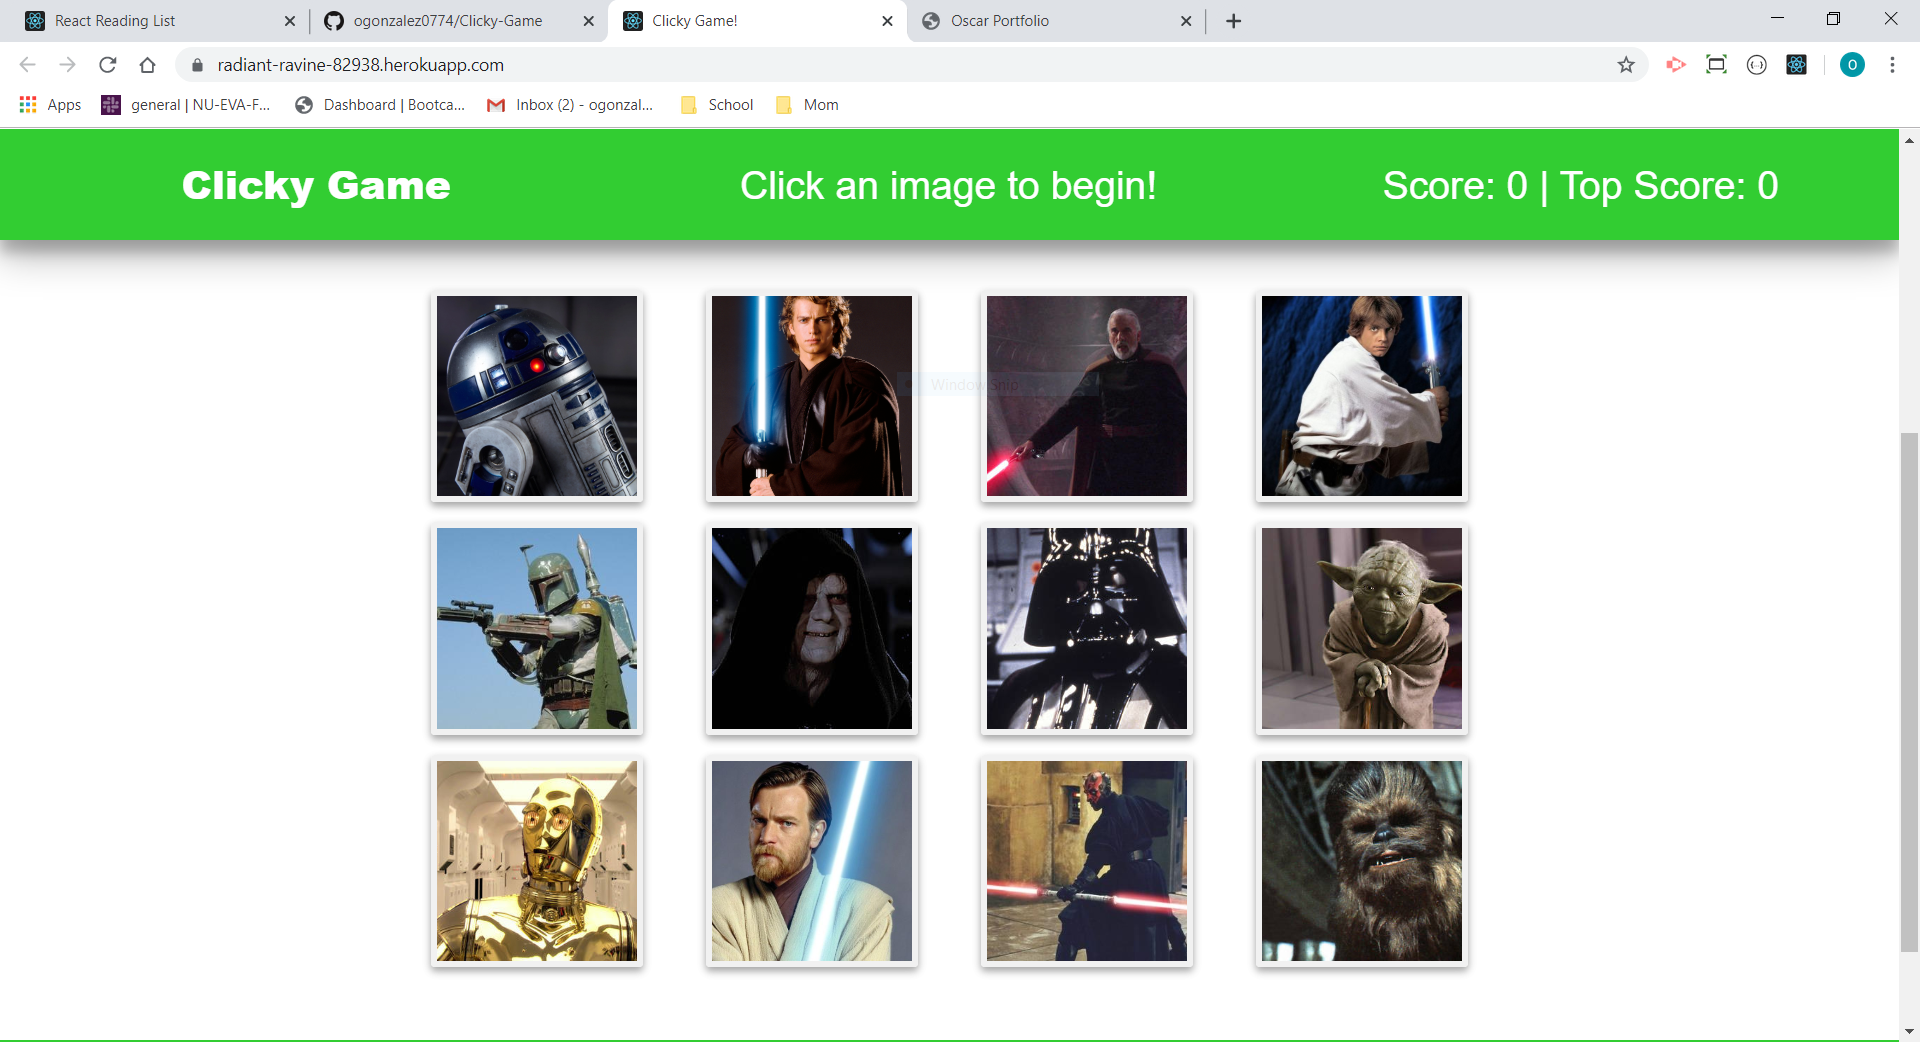 React Reading List
ogonzalez0774/Clicky-Game
Clicky Game!
Oscar Portfolio
radiant-ravine-82938.herokuapp.com
O
Apps
general | NU-EVA-F...
Dashboard | Bootca...
Inbox (2) - ogonzal...
School
Mom
Clicky Game
Click an image to begin!
Score: 0 | Top Score: 0
Window Snip